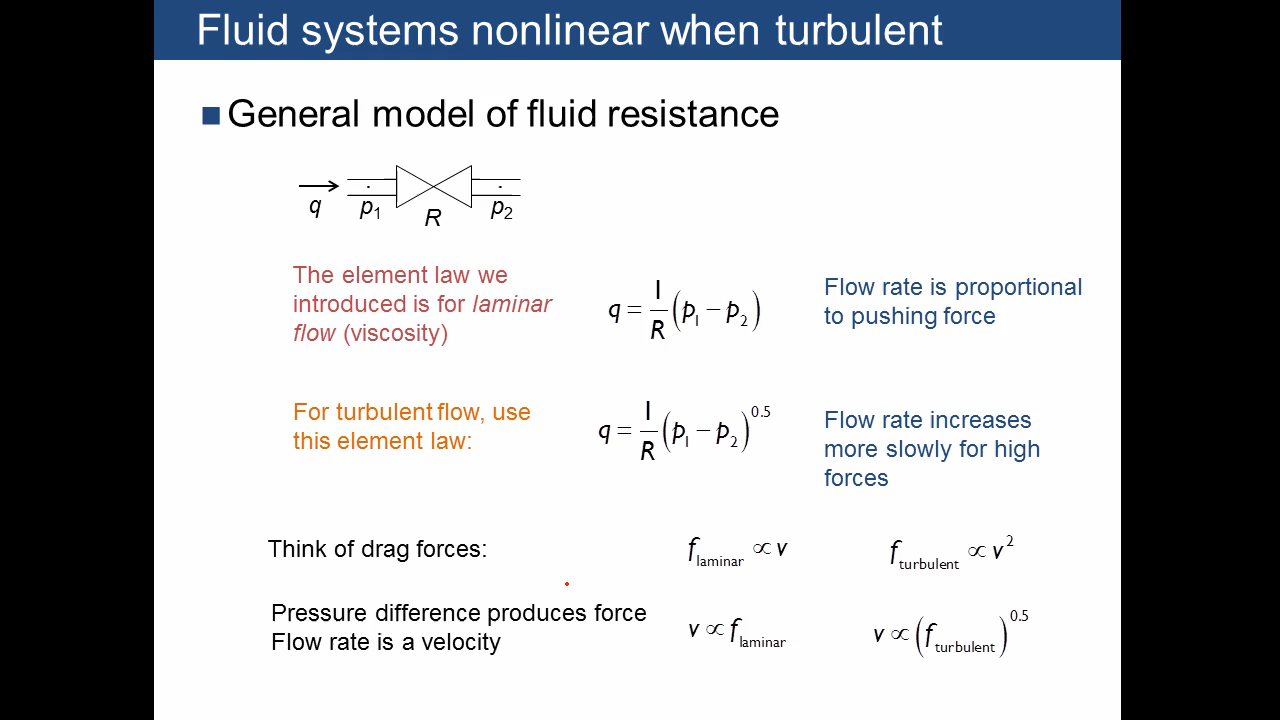 Fluid systems nonlinear when turbulent
General model of fluid resistance
q p₁ R p₂
The element law we
introduced is for laminar
flow (viscosity)
q = 1/R (p₁ − p₂)
Flow rate is proportional
to pushing force
For turbulent flow, use
this element law:
q = 1/R (p₁ − p₂)^0.5
Flow rate increases
more slowly for high
forces
Think of drag forces:
f_laminar ∝ v
f_turbulent ∝ v²
Pressure difference produces force
Flow rate is a velocity
v ∝ f_laminar
v ∝ (f_turbulent)^0.5